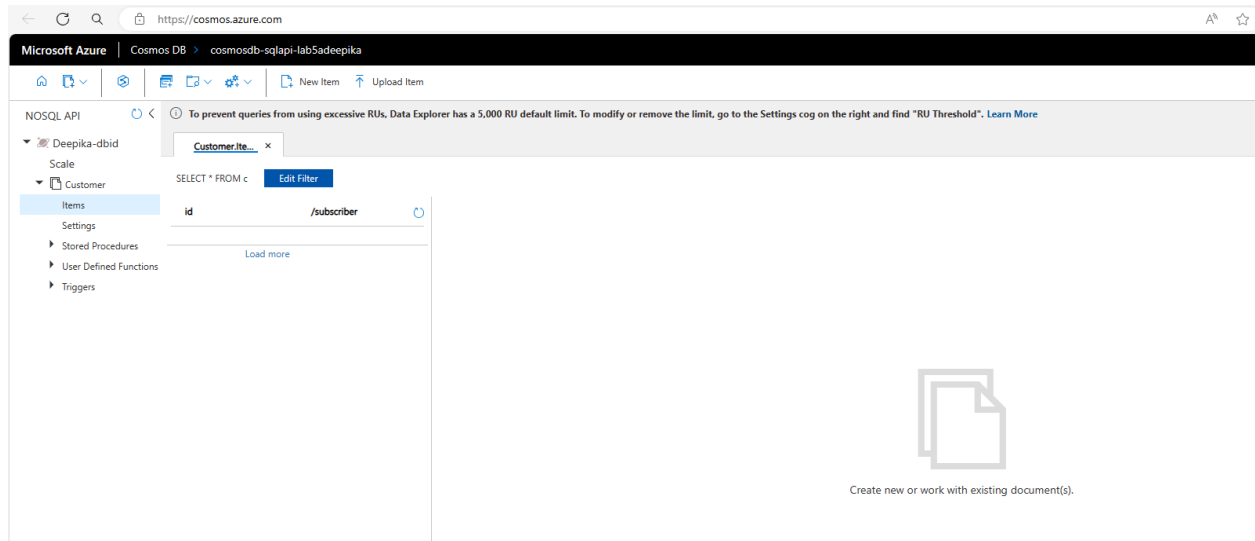 https://cosmos.azure.com
Microsoft Azure | Cosmos DB > cosmosdb-sqlapi-lab5adeepika
New Item Upload Item
NOSQL API
To prevent queries from using excessive RUs, Data Explorer has a 5,000 RU default limit. To modify or remove the limit, go to the Settings cog on the right and find "RU Threshold". Learn More
Deepika-dbid
Scale
Customer
Items
Settings
Stored Procedures
User Defined Functions
Triggers
Customer.Ite... ×
SELECT * FROM c Edit Filter
id /subscriber
Load more
Create new or work with existing document(s).